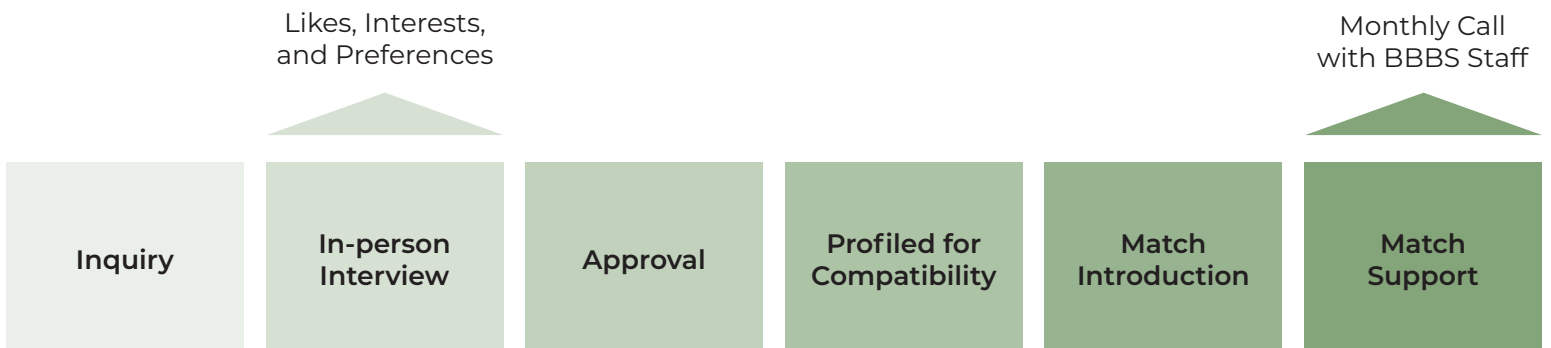 Likes, Interests,
and Preferences
Monthly Call
with BBBS Staff
Inquiry
In-person
Interview
Approval
Profiled for
Compatibility
Match
Introduction
Match
Support